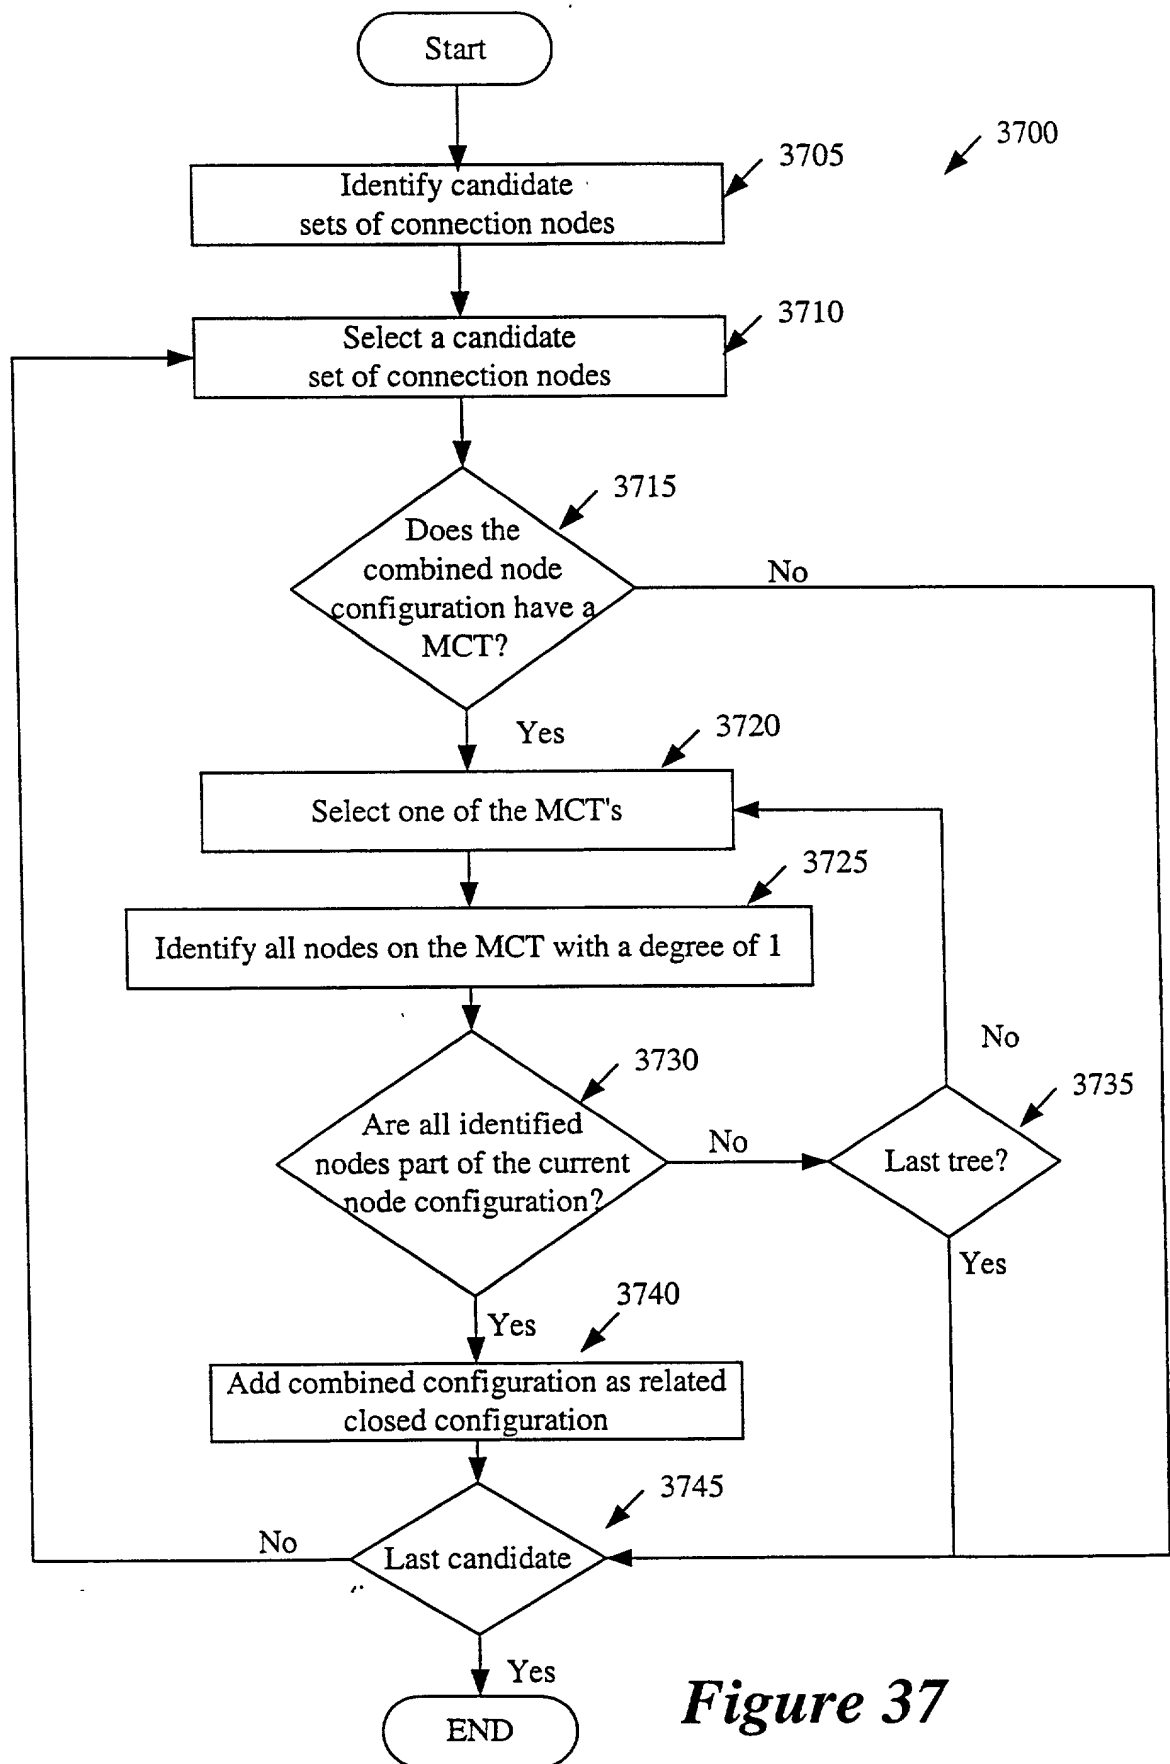 Start
3700
3705
Identify candidate
sets of connection nodes
3710
Select a candidate
set of connection nodes
3715
Does the
combined node
configuration have a
MCT?
No
Yes
3720
Select one of the MCT's
3725
Identify all nodes on the MCT with a degree of 1
No
3730
3735
Are all identified
nodes part of the current
node configuration?
No
Last tree?
Yes
3740
Yes
Add combined configuration as related
closed configuration
3745
No
Last candidate
Yes
END
Figure 37